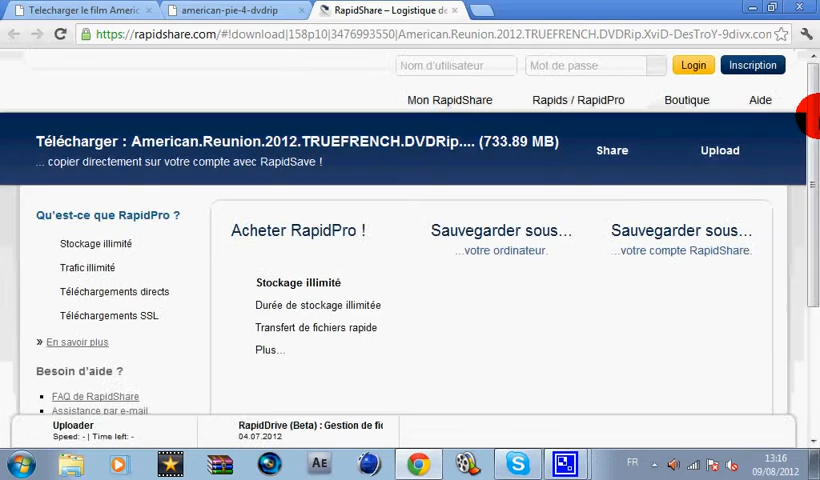 Telecharger le film Americ
american-pie-4-dvdrip
RapidShare – Logistique de
https://rapidshare.com/#!download|158p10|3476993550|American.Reunion.2012.TRUEFRENCH.DVDRip.XviD-DesTroY-9divx.com
Nom d'utilisateur
Mot de passe
Login
Inscription
Mon RapidShare
Rapids / RapidPro
Boutique
Aide
Télécharger : American.Reunion.2012.TRUEFRENCH.DVDRip.... (733.89 MB)
... copier directement sur votre compte avec RapidSave !
Share
Upload
Qu'est-ce que RapidPro ?
Stockage illimité
Trafic illimité
Téléchargements directs
Téléchargements SSL
» En savoir plus
Besoin d'aide ?
FAQ de RapidShare
Assistance par e-mail
Acheter RapidPro !
Stockage illimité
Durée de stockage illimitée
Transfert de fichiers rapide
Plus...
Sauvegarder sous...
...votre ordinateur.
Sauvegarder sous...
...votre compte RapidShare.
Uploader
Speed: - | Time left: -
RapidDrive (Beta) : Gestion de fic
04.07.2012
AE
FR
13:16
09/08/2012